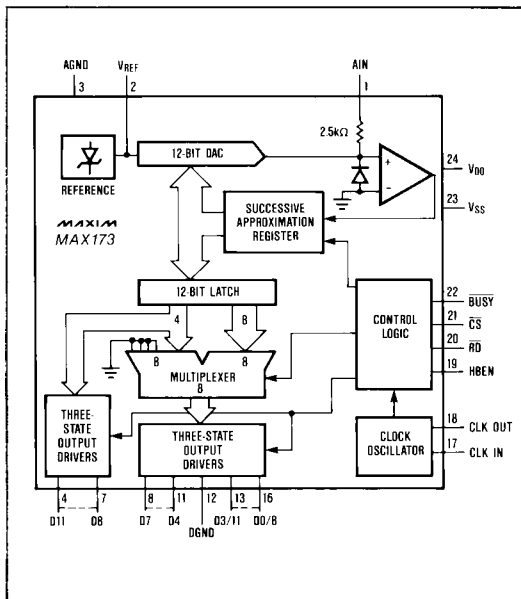 AGND VREF AIN
3 2 1
2.5kΩ
12-BIT DAC
REFERENCE
+
−
24
VDD
23
VSS
MAXIM
MAX173
SUCCESSIVE
APPROXIMATION
REGISTER
12-BIT LATCH
4 8
8 8
MULTIPLEXER
8
CONTROL
LOGIC
22
BUSY
21
CS
20
RD
19
HBEN
THREE-STATE
OUTPUT
DRIVERS
THREE-STATE
OUTPUT
DRIVERS
CLOCK
OSCILLATOR
18
CLK OUT
17
CLK IN
4 7 8 11 12 13 16
D11 D8 D7 D4 DGND D3/11 D0/8